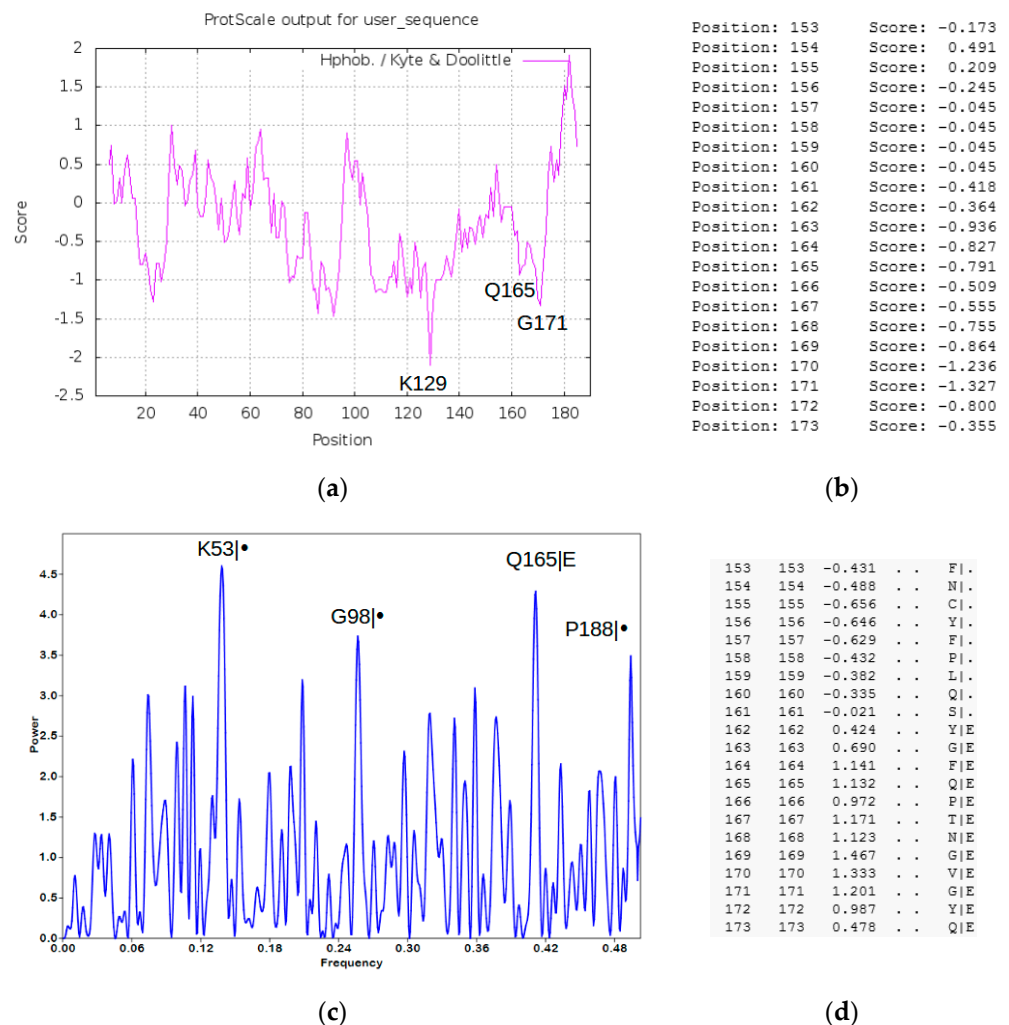 ProtScale output for user_sequence
Hphob. / Kyte & Doolittle
Score
2
1.5
1
0.5
0
-0.5
-1
-1.5
-2
-2.5
Q165
G171
K129
20 40 60 80 100 120 140 160 180
Position
(a)
Position: 153 Score: -0.173
Position: 154 Score: 0.491
Position: 155 Score: 0.209
Position: 156 Score: -0.245
Position: 157 Score: -0.045
Position: 158 Score: -0.045
Position: 159 Score: -0.045
Position: 160 Score: -0.045
Position: 161 Score: -0.418
Position: 162 Score: -0.364
Position: 163 Score: -0.936
Position: 164 Score: -0.827
Position: 165 Score: -0.791
Position: 166 Score: -0.509
Position: 167 Score: -0.555
Position: 168 Score: -0.755
Position: 169 Score: -0.864
Position: 170 Score: -1.236
Position: 171 Score: -1.327
Position: 172 Score: -0.800
Position: 173 Score: -0.355
(b)
K53|•
G98|•
Q165|E
P188|•
Power
4.5
4.0
3.5
3.0
2.5
2.0
1.5
1.0
0.5
0.0
0.00 0.06 0.12 0.18 0.24 0.30 0.36 0.42 0.48
Frequency
(c)
153 153 -0.431 . . F|.
154 154 -0.488 . . N|.
155 155 -0.656 . . C|.
156 156 -0.646 . . Y|.
157 157 -0.629 . . F|.
158 158 -0.432 . . P|.
159 159 -0.382 . . L|.
160 160 -0.335 . . Q|.
161 161 -0.021 . . S|.
162 162 0.424 . . Y|E
163 163 0.690 . . G|E
164 164 1.141 . . F|E
165 165 1.132 . . Q|E
166 166 0.972 . . P|E
167 167 1.171 . . T|E
168 168 1.123 . . N|E
169 169 1.467 . . G|E
170 170 1.333 . . V|E
171 171 1.201 . . G|E
172 172 0.987 . . Y|E
173 173 0.478 . . Q|E
(d)